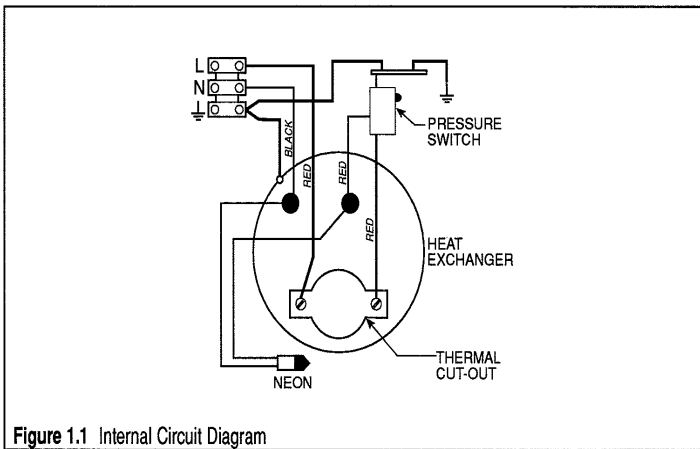 L
N
BLACK
RED
RED
RED
PRESSURE
SWITCH
HEAT
EXCHANGER
THERMAL
CUT-OUT
NEON
Figure 1.1 Internal Circuit Diagram